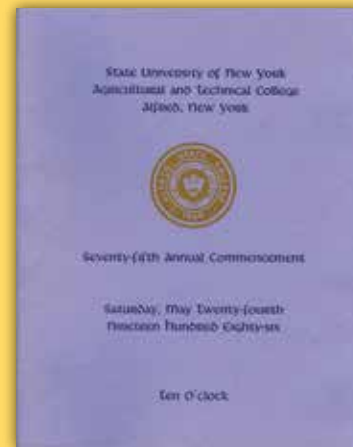 State University of New York
Agricultural and Technical College
Alfred, New York
Seventy-fifth Annual Commencement
Saturday, May Twenty-fourth
Nineteen Hundred Eighty-six
Ten O'clock